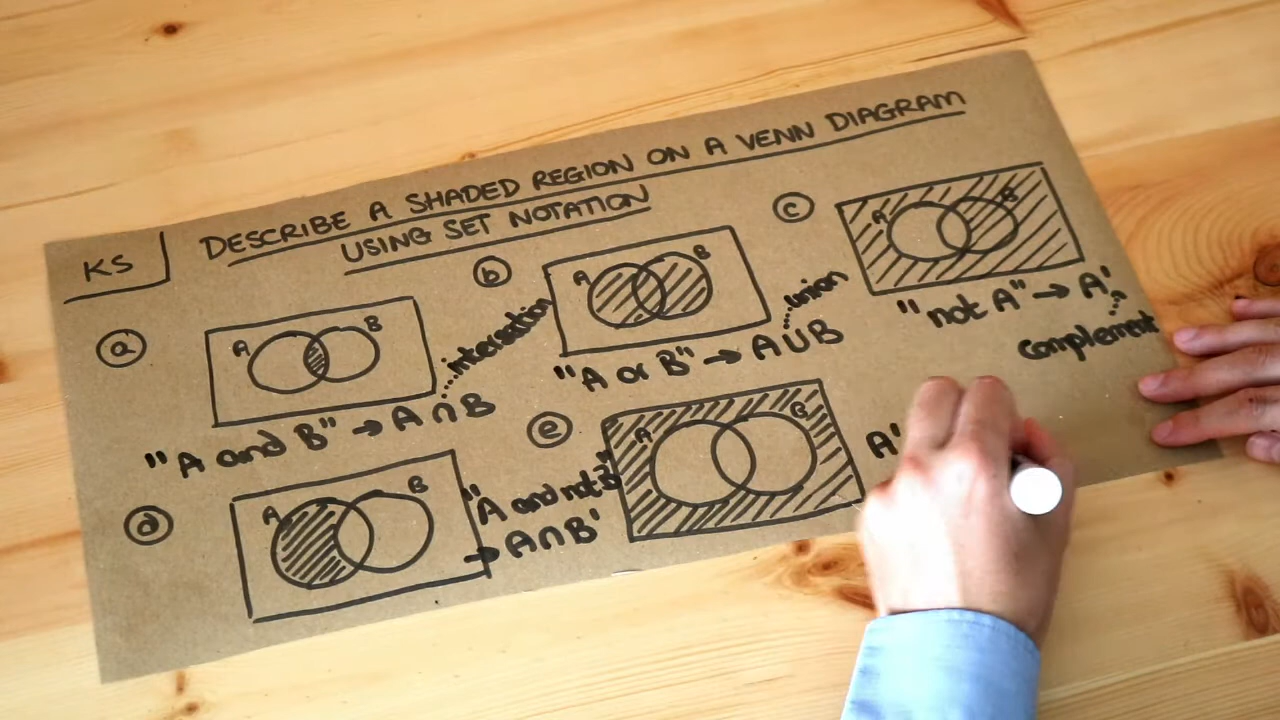 DESCRIBE A SHADED REGION ON A VENN DIAGRAM
USING SET NOTATION
KS
a
A B
"A and B" → A∩B
intersection
b
A B
"A or B" → A∪B
union
c
A B
"not A" → A'
complement
d
A B
"A and not B"
→ A∩B'
e
A B
A'